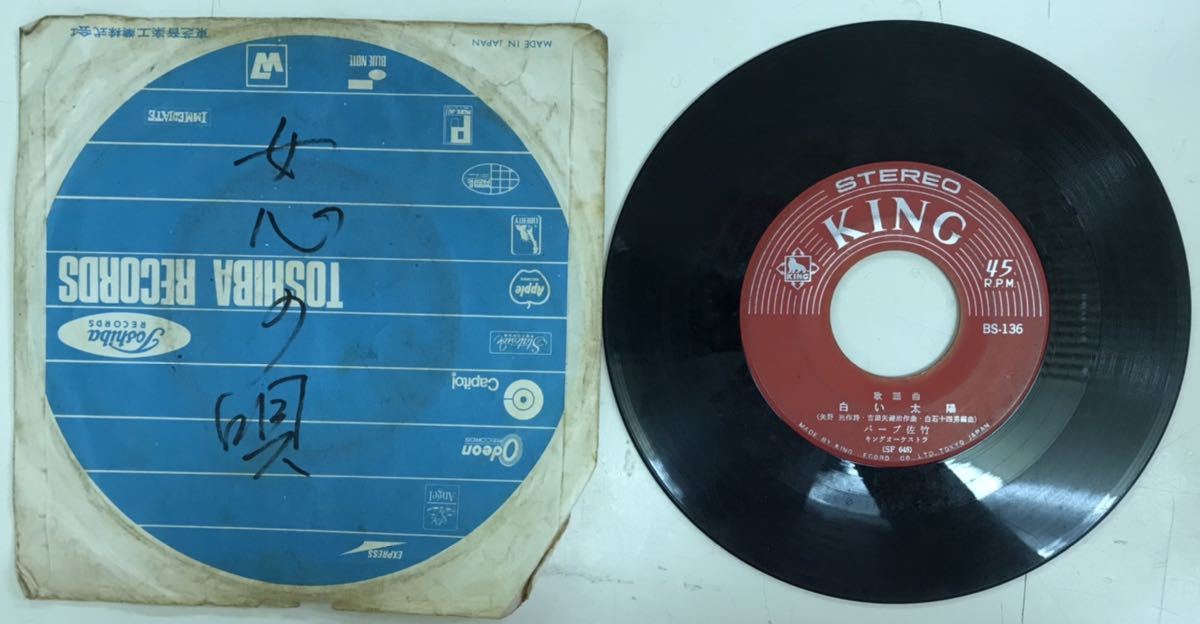 東芝音楽工業株式会社
MADE IN JAPAN
W
BLUE NOTE
IMMEDIATE
P
WORLD PACIFIC
LIBERTY
TOSHIBA RECORDS
Apple
Toshiba
RECORDS
Capitol
Odeon
RECORDS
Angel
EXPRESS
女心の唄
STEREO
KING
KING
45
R.P.M.
BS-136
歌謡曲
白い太陽
キングオーケストラ
バーブ佐竹
(SF 648)
MADE BY KING RECORD CO., LTD. TOKYO JAPAN